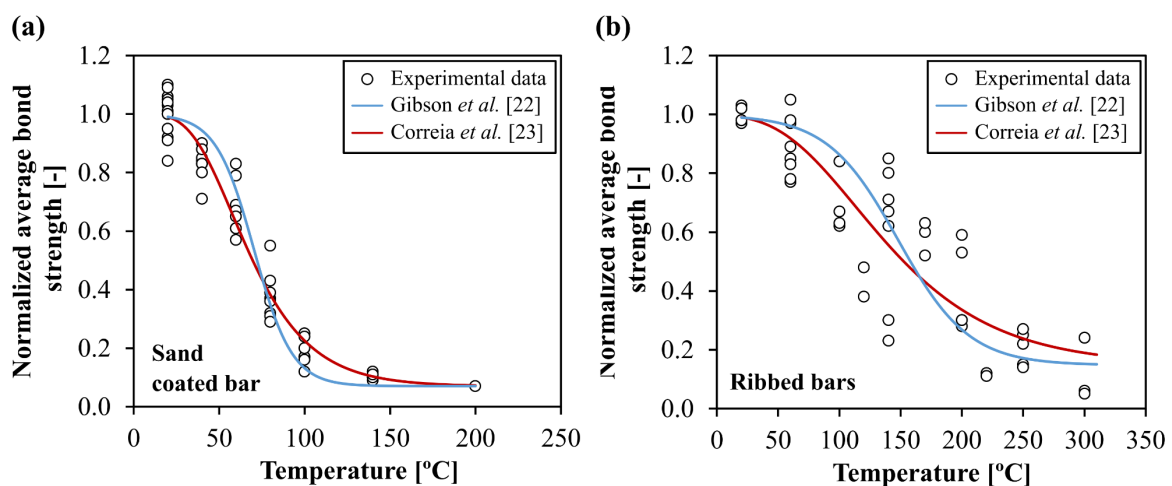 (a)
Normalized average bond
strength [-]
1.2
1.0
0.8
0.6
0.4
0.2
0.0
Experimental data
Gibson et al. [22]
Correia et al. [23]
Sand
coated bar
0
50
100
150
200
250
Temperature [ºC]
(b)
Normalized average bond
strength [-]
1.2
1.0
0.8
0.6
0.4
0.2
0.0
Experimental data
Gibson et al. [22]
Correia et al. [23]
Ribbed bars
0
50
100
150
200
250
300
350
Temperature [ºC]